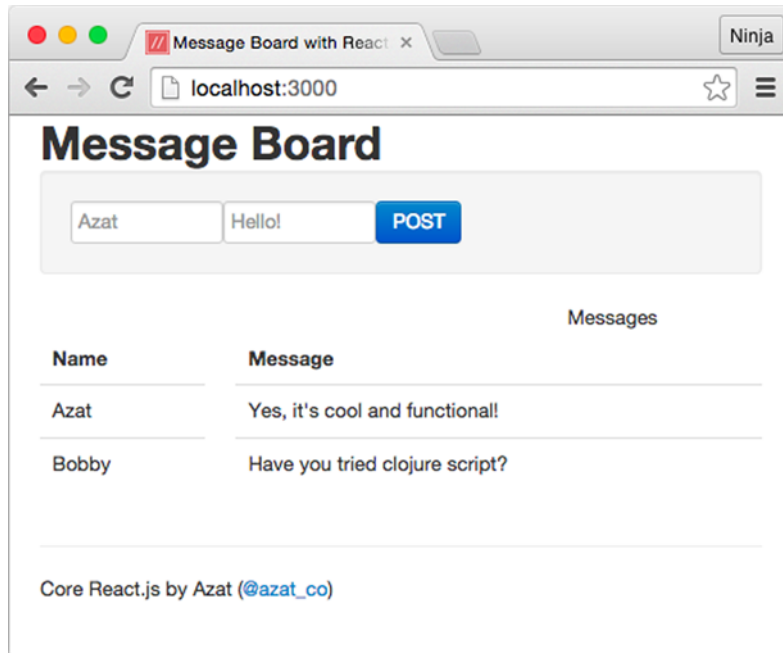 Message Board with React
Ninja
localhost:3000
Message Board
Azat Hello! POST
Messages
Name Message
Azat Yes, it's cool and functional!
Bobby Have you tried clojure script?
Core React.js by Azat (@azat_co)